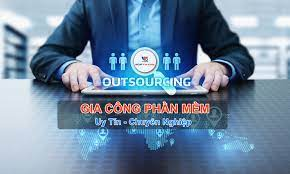 OUTSOURCING
GIA CÔNG PHẦN MỀM
Uy Tín - Chuyên Nghiệp